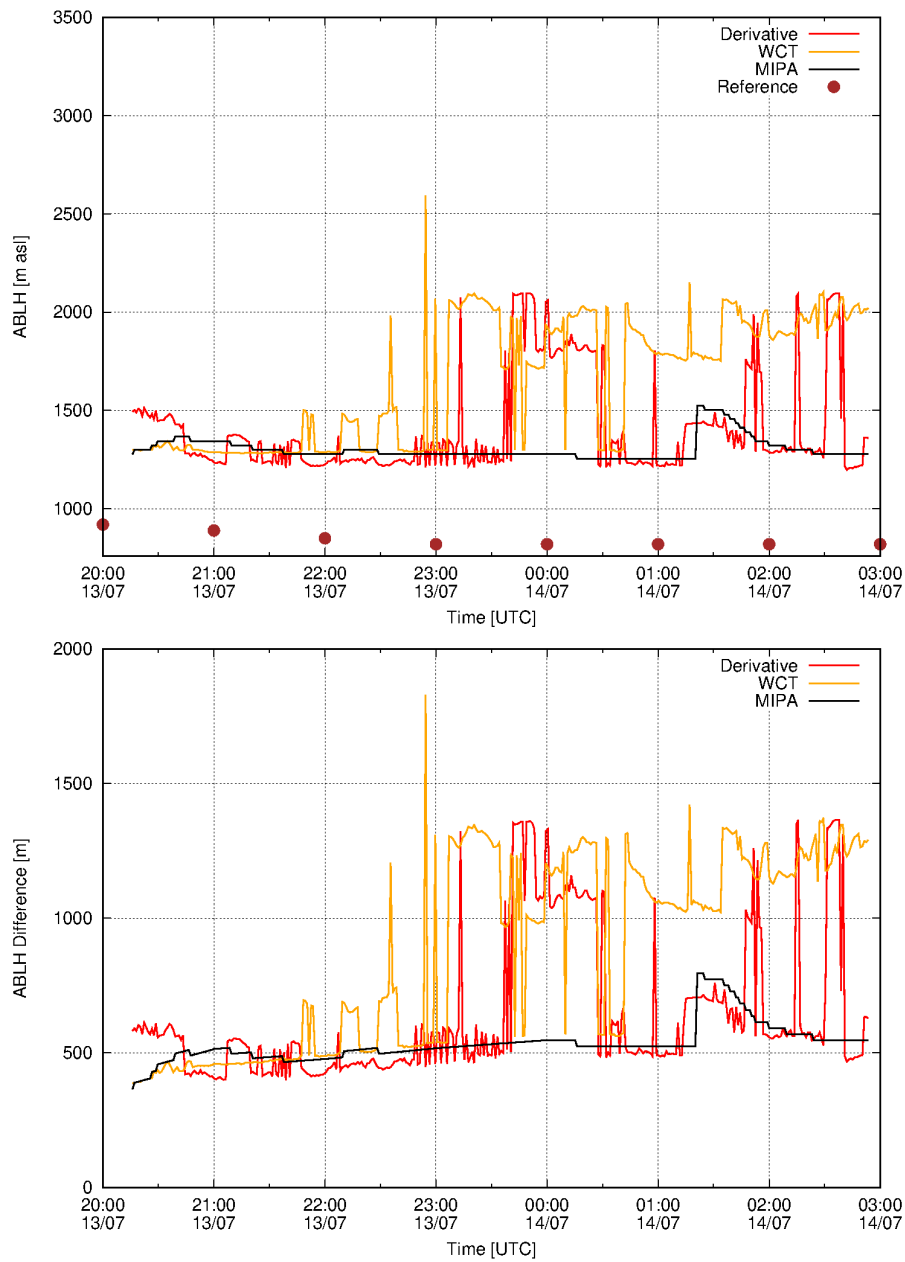 3500
3000
2500
2000
1500
1000
ABLH [m asl]
Derivative
WCT
MIPA
Reference
20:00 21:00 22:00 23:00 00:00 01:00 02:00 03:00
13/07 13/07 13/07 13/07 14/07 14/07 14/07 14/07
Time [UTC]
2000
1500
1000
500
0
ABLH Difference [m]
Derivative
WCT
MIPA
20:00 21:00 22:00 23:00 00:00 01:00 02:00 03:00
13/07 13/07 13/07 13/07 14/07 14/07 14/07 14/07
Time [UTC]